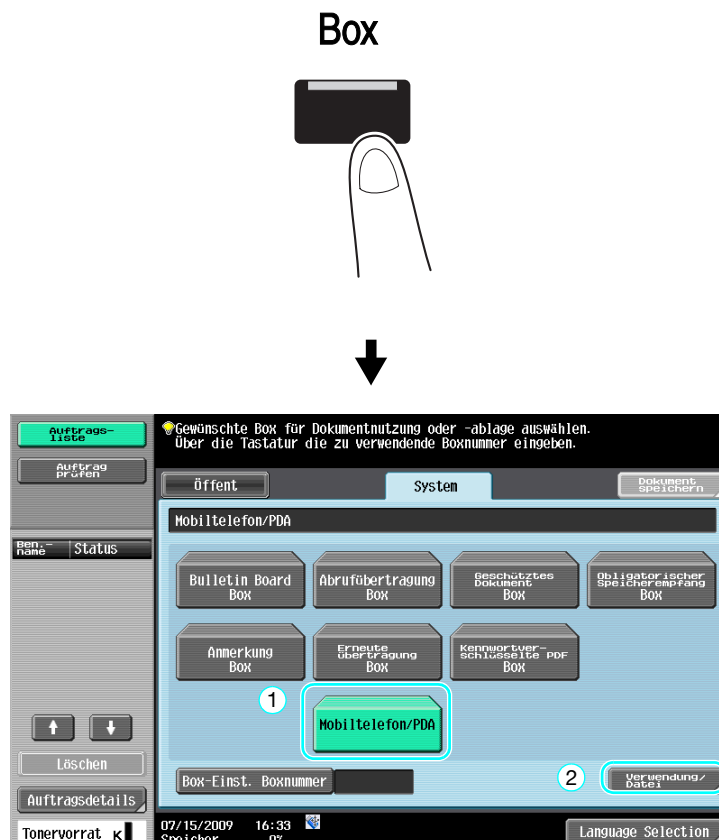 Box
Auftrags-
liste
Auftrag
prüfen
Gewünschte Box für Dokumentnutzung oder -ablage auswählen.
Über die Tastatur die zu verwendende Boxnummer eingeben.
Öffent
System
Dokument
speichern
Mobiltelefon/PDA
Ben.-
name
Status
Bulletin Board
Box
Abrufübertragung
Box
Geschütztes
Dokument
Box
Obligatorischer
Speicherempfang
Box
Anmerkung
Box
Erneute
Übertragung
Box
Kennwortver-
schlüsselte PDF
Box
1
Mobiltelefon/PDA
Löschen
Box-Einst. Boxnummer
2
Verwendung/
Datei
Auftragsdetails
Tonervorrat K
07/15/2009 16:33
Speicher 0%
Language Selection